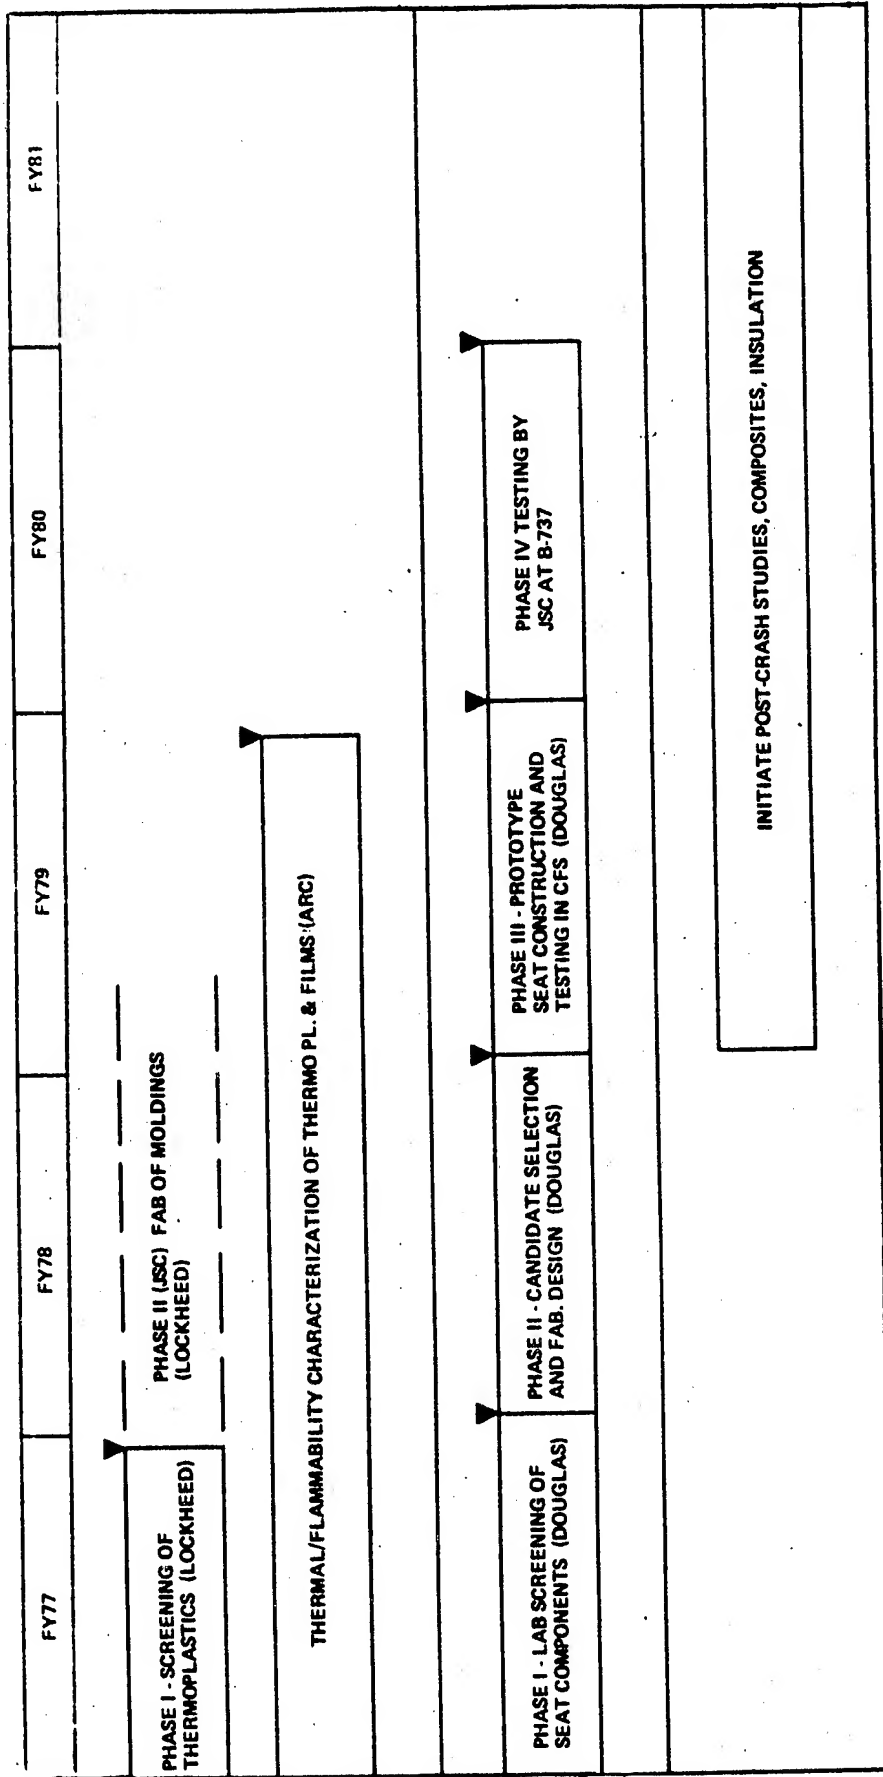 FY77
FY78
FY79
FY80
FY81
PHASE I - SCREENING OF
THERMOPLASTICS (LOCKHEED)
PHASE II (JSC) FAB OF MOLDINGS
(LOCKHEED)
THERMAL/FLAMMABILITY CHARACTERIZATION OF THERMO PL. & FILMS (ARC)
PHASE I - LAB SCREENING OF
SEAT COMPONENTS (DOUGLAS)
PHASE II - CANDIDATE SELECTION
AND FAB. DESIGN (DOUGLAS)
PHASE III - PROTOTYPE
SEAT CONSTRUCTION AND
TESTING IN CFS (DOUGLAS)
PHASE IV TESTING BY
JSC AT B-737
INITIATE POST-CRASH STUDIES, COMPOSITES, INSULATION